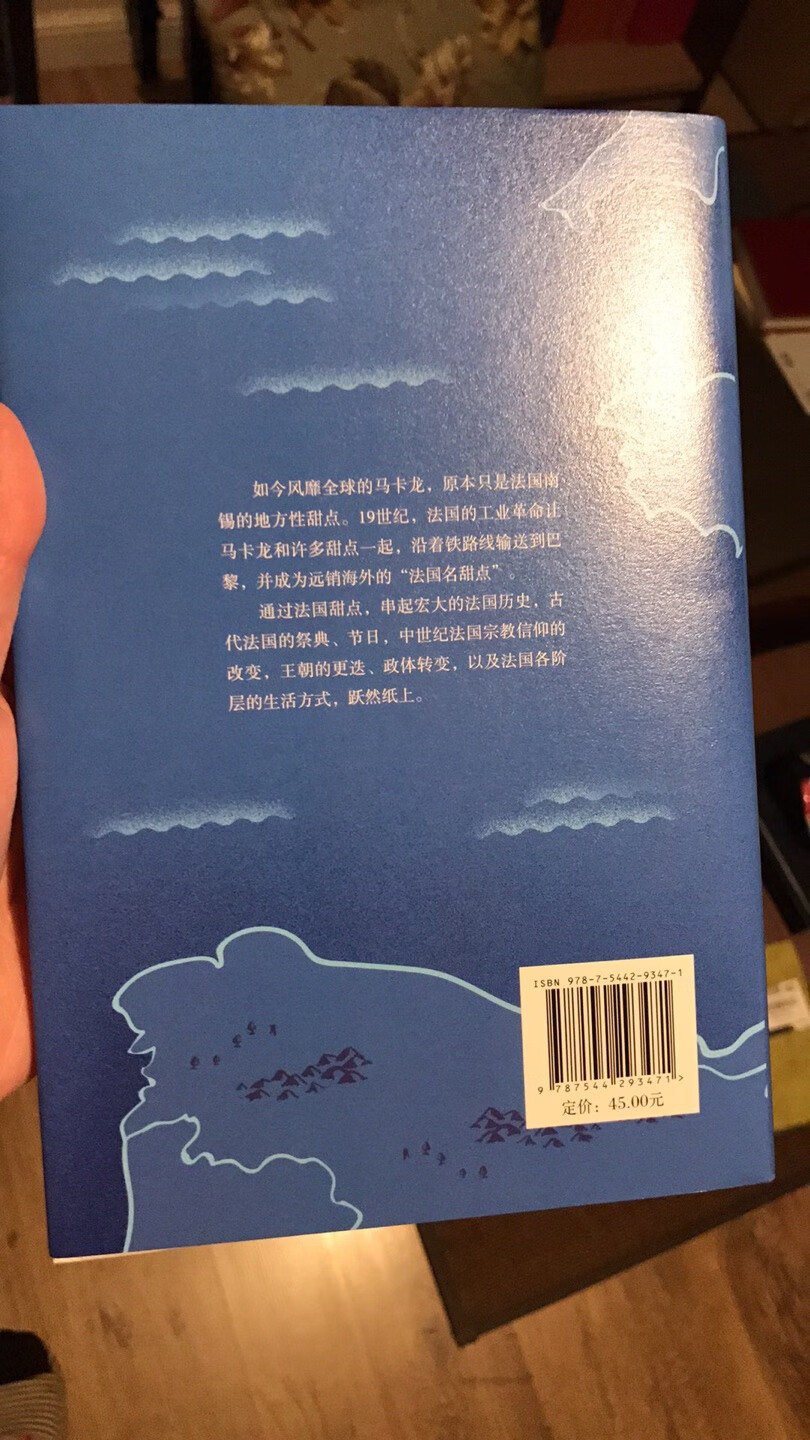 如今风靡全球的马卡龙，原本只是法国南
锡的地方性甜点。19世纪，法国的工业革命让
马卡龙和许多甜点一起，沿着铁路线输送到巴
黎，并成为远销海外的“法国名甜点”。
通过法国甜点，串起宏大的法国历史，古
代法国的祭典、节日，中世纪法国宗教信仰的
改变，王朝的更迭、政体转变，以及法国各阶
层的生活方式，跃然纸上。
ISBN 978-7-5442-9347-1
9 787544 293471 >
定价：45.00元